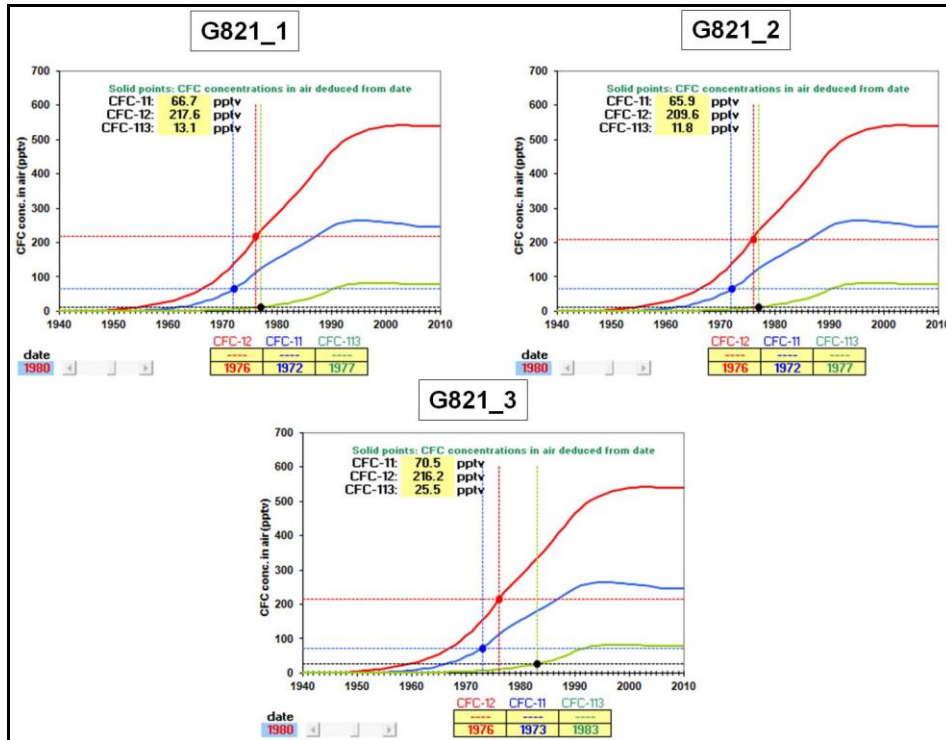 G821_1
700
600
500
400
300
200
100
0
CFC conc. in air (pptv)
Solid points: CFC concentrations in air deduced from date
CFC-11: 66.7 pptv
CFC-12: 217.6 pptv
CFC-113: 13.1 pptv
1940 1950 1960 1970 1980 1990 2000 2010
CFC-12 CFC-11 CFC-113
---- ---- ----
1976 1972 1977
date
1980
G821_2
700
600
500
400
300
200
100
0
CFC conc. in air (pptv)
Solid points: CFC concentrations in air deduced from date
CFC-11: 65.9 pptv
CFC-12: 209.6 pptv
CFC-113: 11.8 pptv
1940 1950 1960 1970 1980 1990 2000 2010
CFC-12 CFC-11 CFC-113
---- ---- ----
1976 1972 1977
date
1980
G821_3
700
600
500
400
300
200
100
0
CFC conc. in air (pptv)
Solid points: CFC concentrations in air deduced from date
CFC-11: 70.5 pptv
CFC-12: 216.2 pptv
CFC-113: 25.5 pptv
1940 1950 1960 1970 1980 1990 2000 2010
CFC-12 CFC-11 CFC-113
---- ---- ----
1976 1973 1983
date
1980